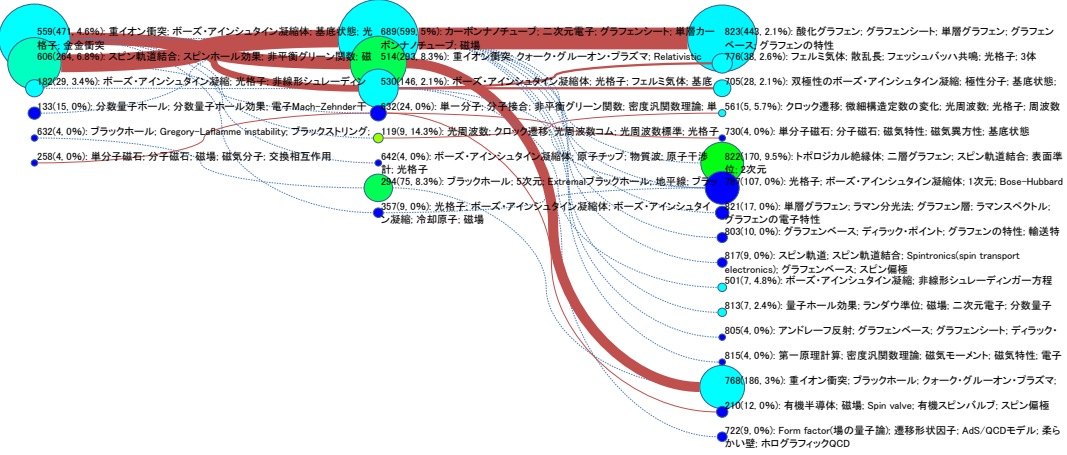 559(471, 4.6%): 重イオン衝突; ボーズ・アインシュタイン凝縮体; 基底状態; 光
格子; 金金衝突
606(264, 6.8%): スピン軌道結合; スピンホール効果; 非平衡グリーン関数; 磁
182(29, 3.4%): ボーズ・アインシュタイン凝縮; 光格子; 非線形シュレーディン
133(15, 0%): 分数量子ホール; 分数量子ホール効果; 電子Mach-Zehnder干
632(4, 0%): ブラックホール; Gregory-Laflamme instability; ブラックストリング;
258(4, 0%): 単分子磁石; 分子磁石; 磁場; 磁気分子; 交換相互作用
689(599, 5%): カーボンナノチューブ; 二次元電子; グラフェンシート; 単層カー
ボンナノチューブ; 磁場
514(293, 8.3%): 重イオン衝突; クォーク・グルーオン・プラズマ; Relativistic
530(146, 2.1%): ボーズ・アインシュタイン凝縮体; 光格子; フェルミ気体; 基底
632(24, 0%): 単一分子; 分子接合; 非平衡グリーン関数; 密度汎関数理論; 単
119(9, 14.3%): 光周波数; クロック遷移; 光周波数コム; 光周波数標準; 光格子
642(4, 0%): ボーズ・アインシュタイン凝縮体; 原子チップ; 物質波; 原子干渉
計; 光格子
294(75, 8.3%): ブラックホール; 5次元; Extremalブラックホール; 地平線; ブラッ
357(9, 0%): 光格子; ボーズ・アインシュタイン凝縮体; ボーズ・アインシュタイ
ン凝縮; 冷却原子; 磁場
823(443, 2.1%): 酸化グラフェン; グラフェンシート; 単層グラフェン; グラフェン
ベース; グラフェンの特性
776(38, 2.6%): フェルミ気体; 散乱長; フェッシュバッハ共鳴; 光格子; 3体
705(28, 2.1%): 双極性のボーズ・アインシュタイン凝縮; 極性分子; 基底状態;
561(5, 5.7%): クロック遷移; 微細構造定数の変化; 光周波数; 光格子; 周波数
730(4, 0%): 単分子磁石; 分子磁石; 磁気特性; 磁気異方性; 基底状態
822(170, 9.5%): トポロジカル絶縁体; 二層グラフェン; スピン軌道結合; 表面準
位; 2次元
767(107, 0%): 光格子; ボーズ・アインシュタイン凝縮体; 1次元; Bose-Hubbard
821(17, 0%): 単層グラフェン; ラマン分光法; グラフェン層; ラマンスペクトル;
グラフェンの電子特性
803(10, 0%): グラフェンベース; ディラック・ポイント; グラフェンの特性; 輸送特
817(9, 0%): スピン軌道; スピン軌道結合; Spintronics(spin transport
electronics); グラフェンベース; スピン偏極
501(7, 4.8%): ボーズ・アインシュタイン凝縮; 非線形シュレーディンガー方程
813(7, 2.4%): 量子ホール効果; ランダウ準位; 磁場; 二次元電子; 分数量子
805(4, 0%): アンドレーフ反射; グラフェンベース; グラフェンシート; ディラック・
815(4, 0%): 第一原理計算; 密度汎関数理論; 磁気モーメント; 磁気特性; 電子
768(186, 3%): 重イオン衝突; ブラックホール; クォーク・グルーオン・プラズマ;
210(12, 0%): 有機半導体; 磁場; Spin valve; 有機スピンバルブ; スピン偏極
722(9, 0%): Form factor(場の量子論); 遷移形状因子; AdS/QCDモデル; 柔ら
かい壁; ホログラフィックQCD